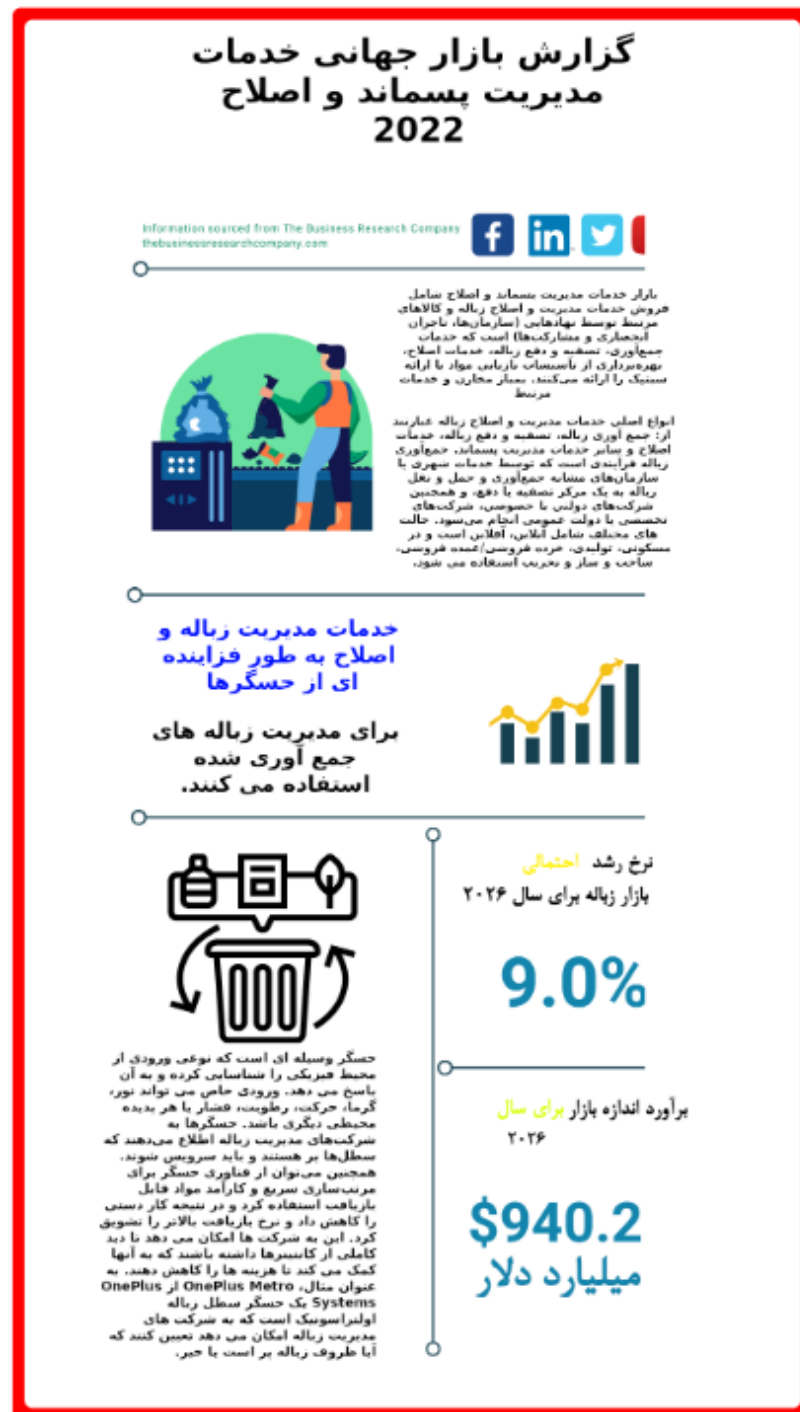 گزارش بازار جهانی خدمات
مدیریت پسماند و اصلاح
2022
Information sourced from The Business Research Company
thebusinessresearchcompany.com
بازار خدمات مدیریت پسماند و اصلاح شامل
فروش خدمات مدیریت و اصلاح زباله و کالاهای
مرتبط توسط نهادهایی (سازمان‌ها، تاجران
انحصاری و مشارکت‌ها) است که خدمات
جمع‌آوری، تصفیه و دفع زباله، خدمات اصلاح،
بهره‌برداری از تأسیسات بازیابی مواد یا ارائه
سپتیک را ارائه می‌کنند. پمپاژ مخازن و خدمات
مرتبط
انواع اصلی خدمات مدیریت و اصلاح زباله عبارتند
از: جمع آوری زباله، تصفیه و دفع زباله، خدمات
اصلاح و سایر خدمات مدیریت پسماند. جمع‌آوری
زباله فرآیندی است که توسط خدمات شهری یا
سازمان‌های مشابه جمع‌آوری و حمل و نقل
زباله به یک مرکز تصفیه یا دفع، و همچنین
شرکت‌های دولتی یا خصوصی، شرکت‌های
تخصصی یا دولت عمومی انجام می‌شود. حالت
های مختلف شامل آنلاین، آفلاین است و در
مسکونی، تولیدی، خرده فروشی/عمده فروشی،
ساخت و ساز و تخریب استفاده می شود.
خدمات مدیریت زباله و
اصلاح به طور فزاینده
ای از حسگرها
برای مدیریت زباله های
جمع آوری شده
استفاده می کنند.
نرخ رشد احتمالی
بازار زباله برای سال ۲۰۲۶
9.0%
برآورد اندازه بازار برای سال
۲۰۲۶
$940.2
میلیارد دلار
حسگر وسیله ای است که نوعی ورودی از
محیط فیزیکی را شناسایی کرده و به آن
پاسخ می دهد. ورودی خاص می تواند نور،
گرما، حرکت، رطوبت، فشار یا هر پدیده
محیطی دیگری باشد. حسگرها به
شرکت‌های مدیریت زباله اطلاع می‌دهند که
سطل‌ها پر هستند و باید سرویس شوند.
همچنین می‌توان از فناوری حسگر برای
مرتب‌سازی سریع و کارآمد مواد قابل
بازیافت استفاده کرد و در نتیجه کار دستی
را کاهش داد و نرخ بازیافت بالاتر را تشویق
کرد. این به شرکت ها امکان می دهد تا دید
کاملی از کانتینرها داشته باشند که به آنها
کمک می کند تا هزینه ها را کاهش دهند. به
عنوان مثال، OnePlus Metro از OnePlus
Systems یک حسگر سطل زباله
اولتراسونیک است که به شرکت های
مدیریت زباله امکان می دهد تعیین کنند که
آیا ظروف زباله پر است یا خیر.